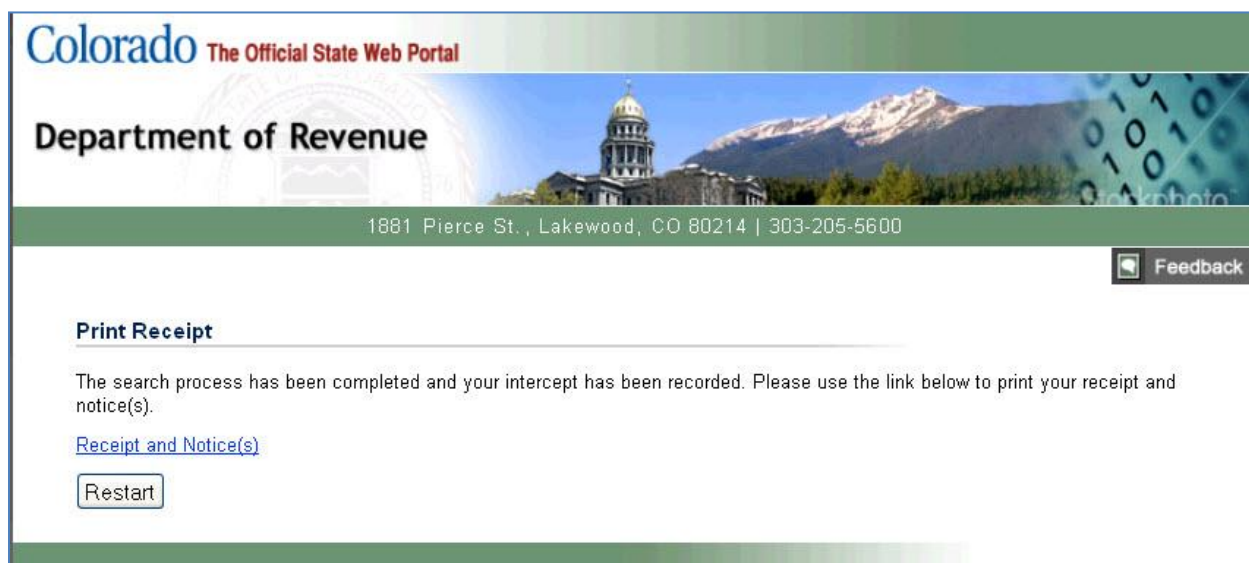 Colorado The Official State Web Portal
Department of Revenue
1881 Pierce St., Lakewood, CO 80214 | 303-205-5600
Feedback
Print Receipt
The search process has been completed and your intercept has been recorded. Please use the link below to print your receipt and
notice(s).
Receipt and Notice(s)
Restart